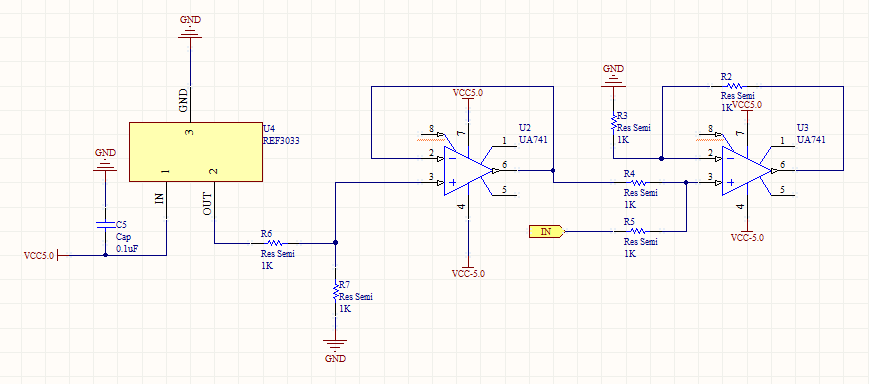 GND
GND
3
U4
REF3033
1
2
IN
OUT
GND
C5
Cap
0.1uF
VCC5.0
R6
Res Semi
1K
R7
Res Semi
1K
GND
VCC5.0
U2
UA741
8
7
1
2
6
3
5
4
VCC-5.0
GND
R3
Res Semi
1K
R4
Res Semi
1K
IN
R5
Res Semi
1K
R2
Res Semi
1K
VCC5.0
U3
UA741
8
7
1
2
6
3
5
4
VCC-5.0